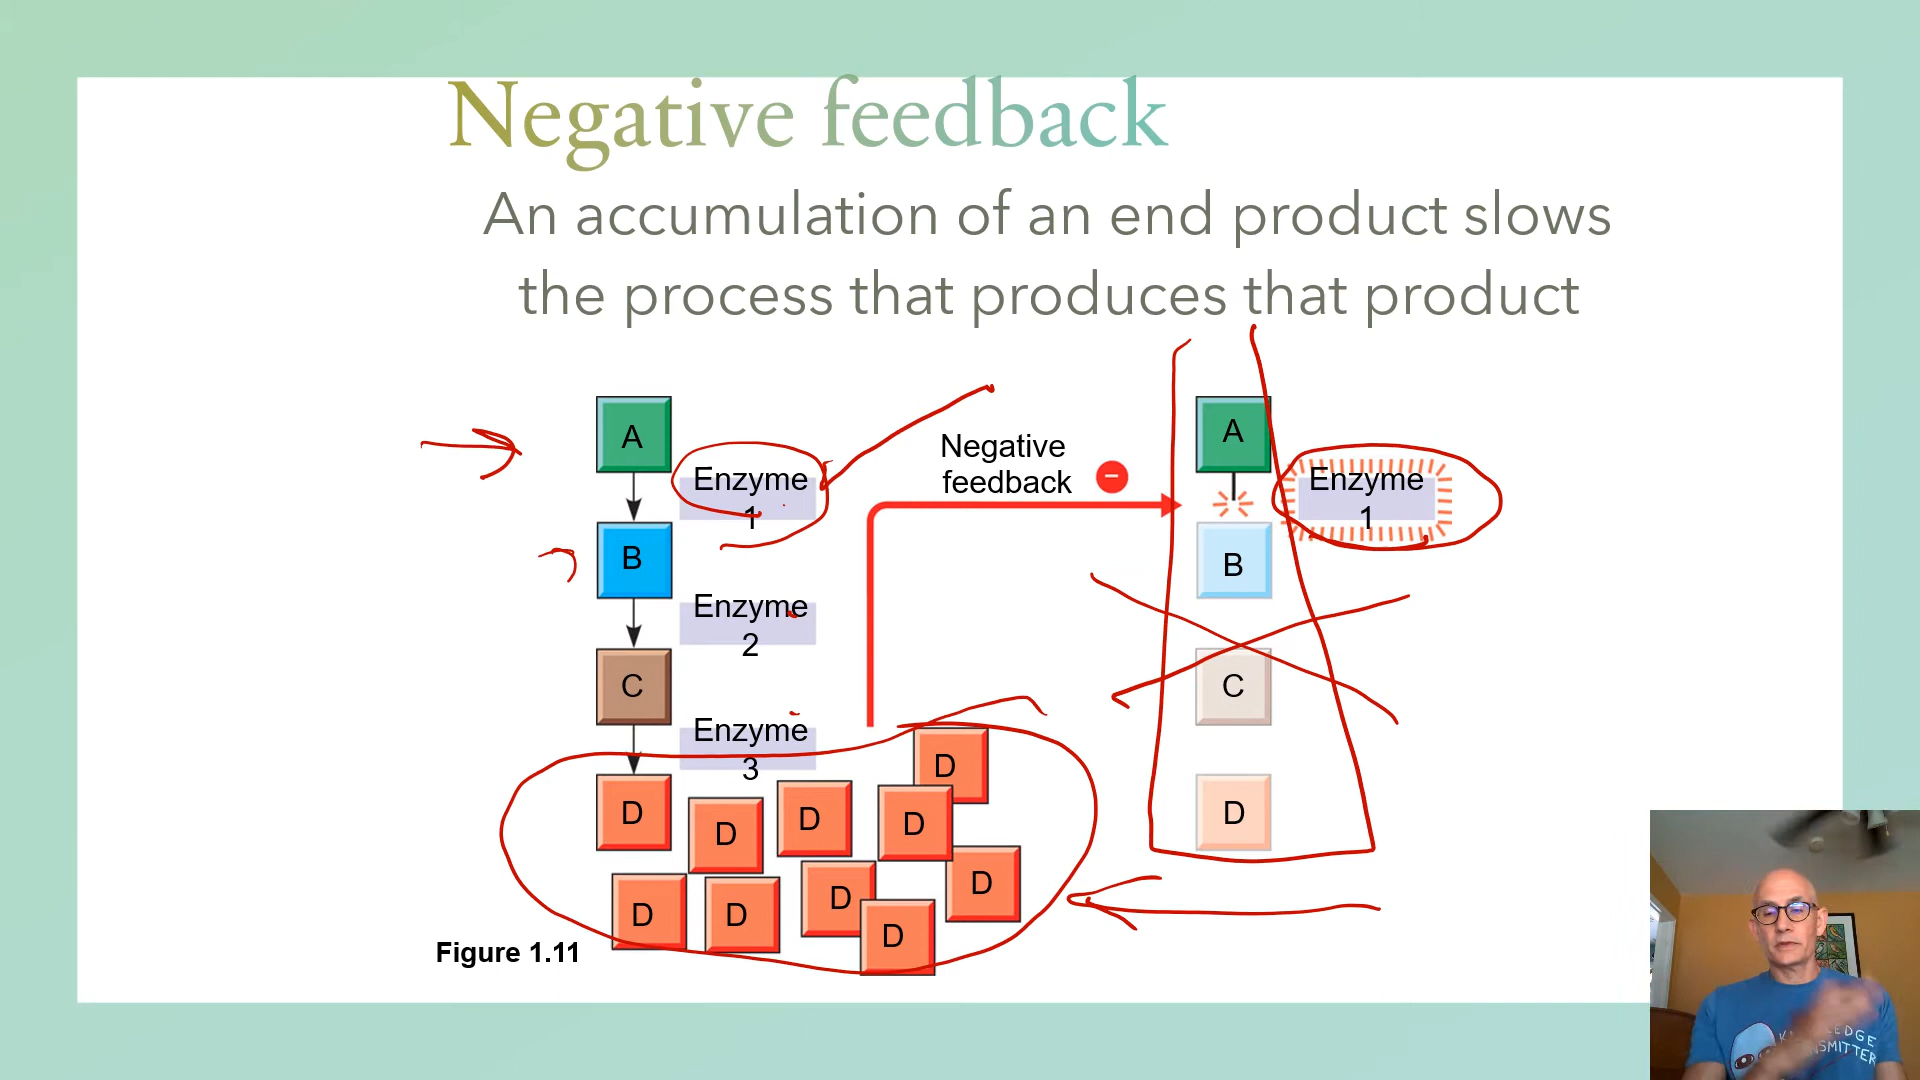 Negative feedback
An accumulation of an end product slows
the process that produces that product
A
Enzyme
1
B
Enzyme
2
C
Enzyme
3
D
D
D
D
D
D
D
D
D
D
Negative
feedback
−
A
Enzyme
1
B
C
D
Figure 1.11